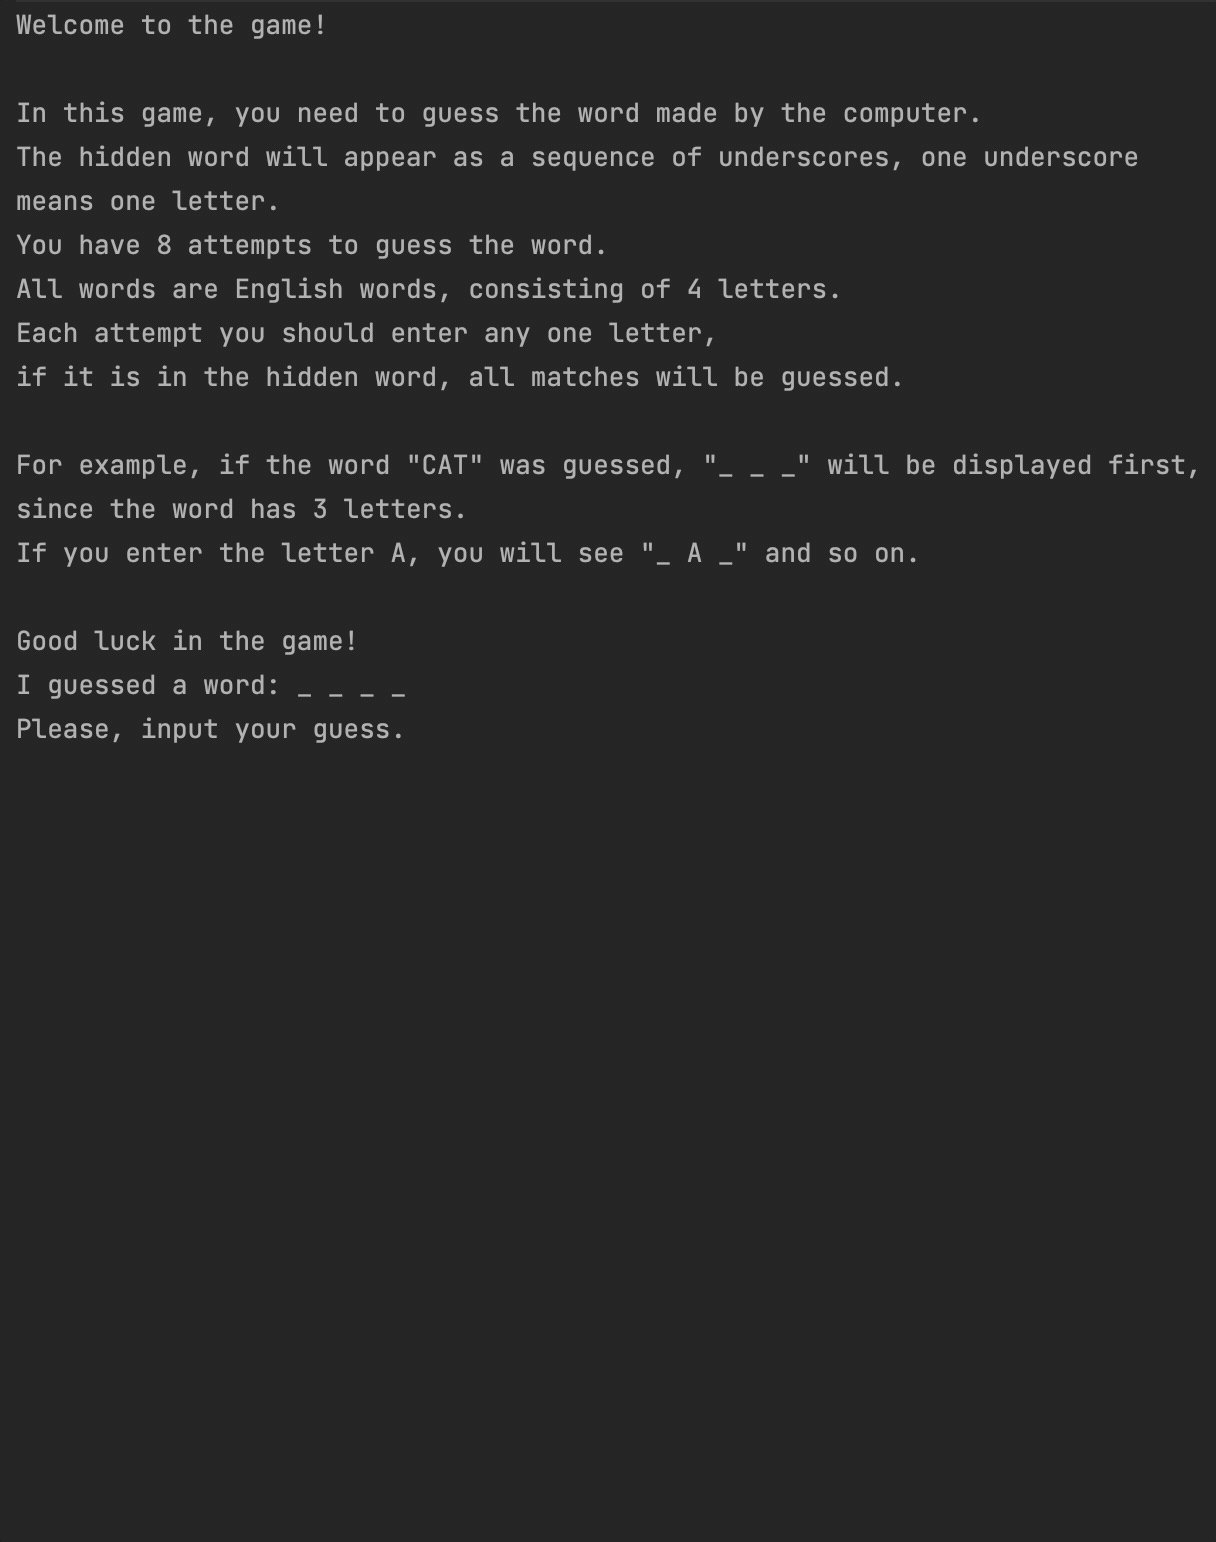 Welcome to the game!
In this game, you need to guess the word made by the computer.
The hidden word will appear as a sequence of underscores, one underscore
means one letter.
You have 8 attempts to guess the word.
All words are English words, consisting of 4 letters.
Each attempt you should enter any one letter,
if it is in the hidden word, all matches will be guessed.
For example, if the word "CAT" was guessed, "_ _ _" will be displayed first,
since the word has 3 letters.
If you enter the letter A, you will see "_ A _" and so on.
Good luck in the game!
I guessed a word: _ _ _ _
Please, input your guess.